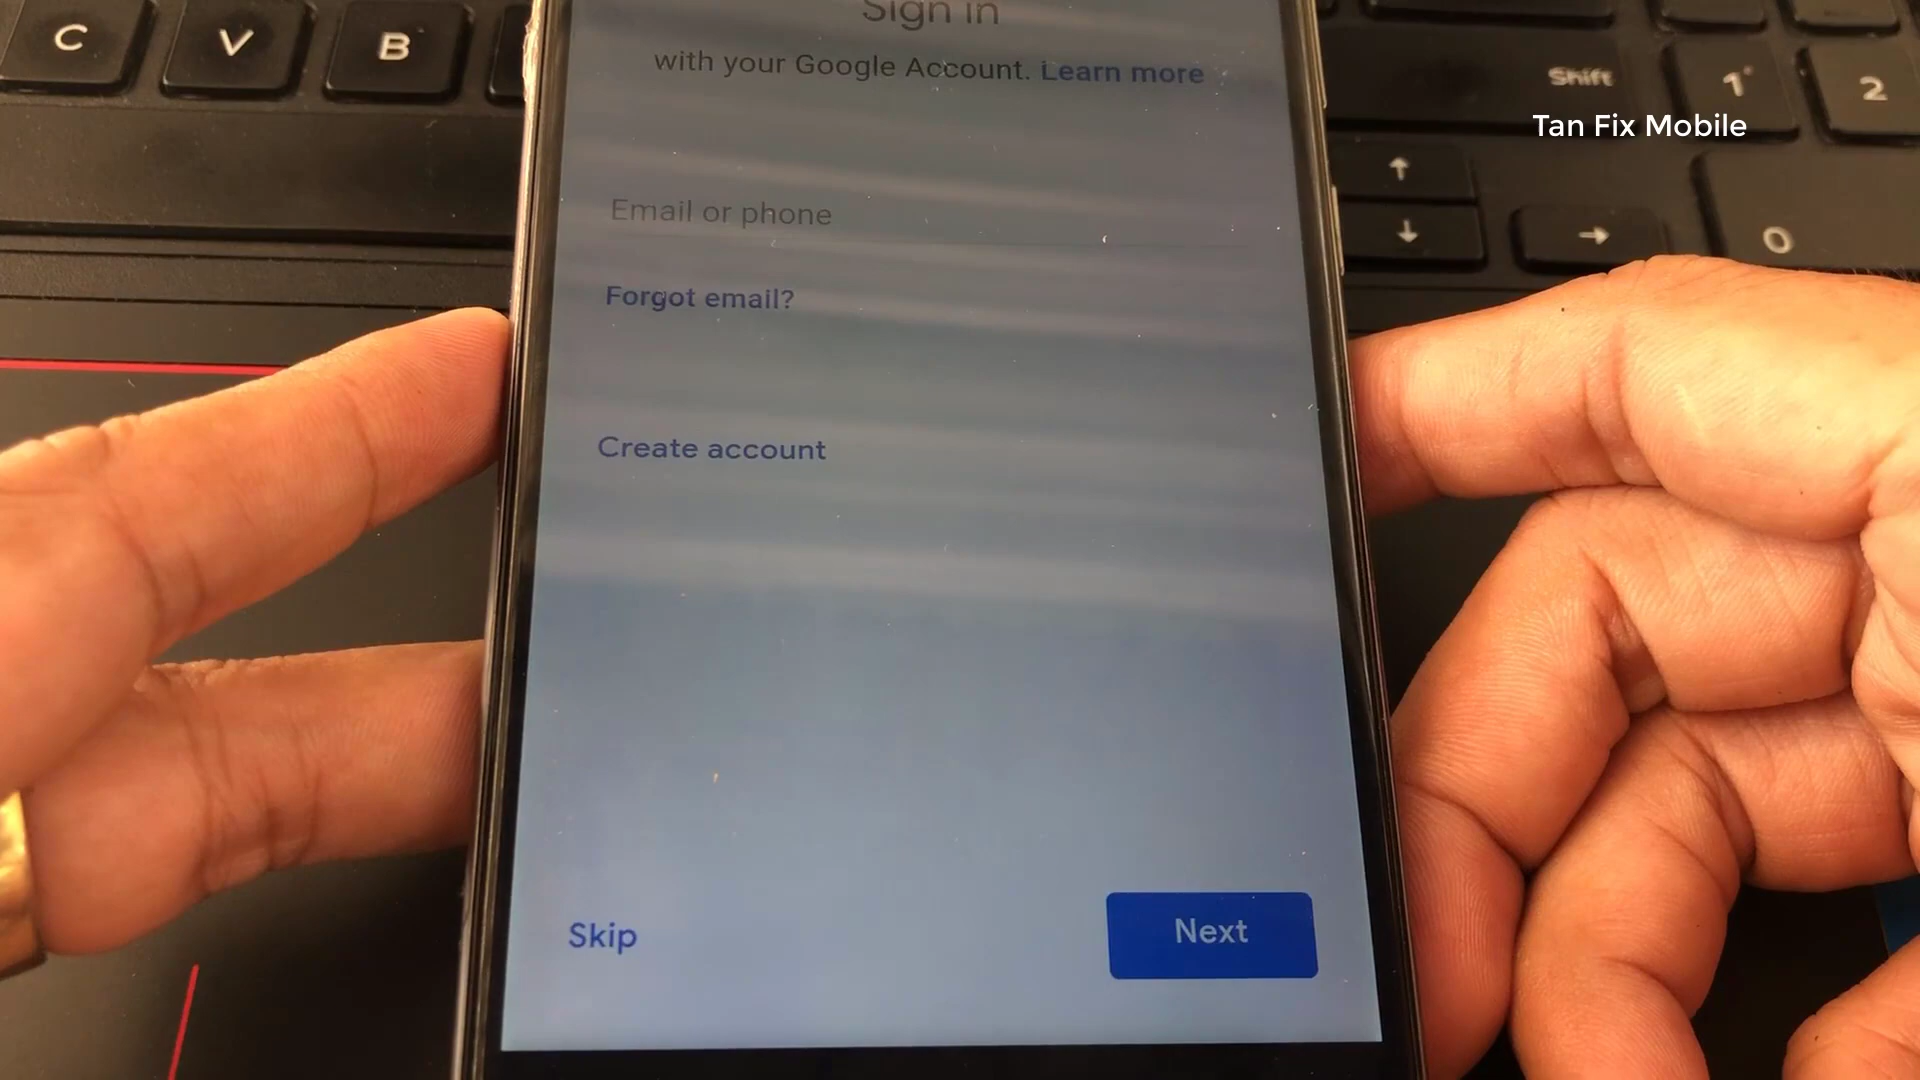 C
V
B
Shift
1
2
Tan Fix Mobile
↑
↓
→
0
Sign in
with your Google Account. Learn more
Email or phone
Forgot email?
Create account
Skip
Next